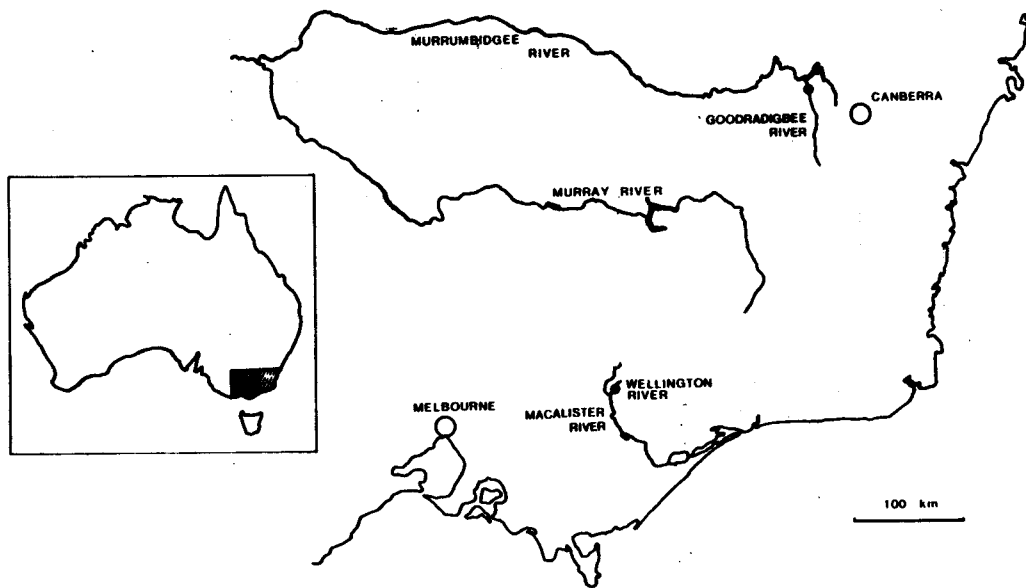 MURRUMBIDGEE
RIVER
CANBERRA
GOODRADIGBEE
RIVER
MURRAY RIVER
WELLINGTON
RIVER
MELBOURNE
MACALISTER
RIVER
100 km